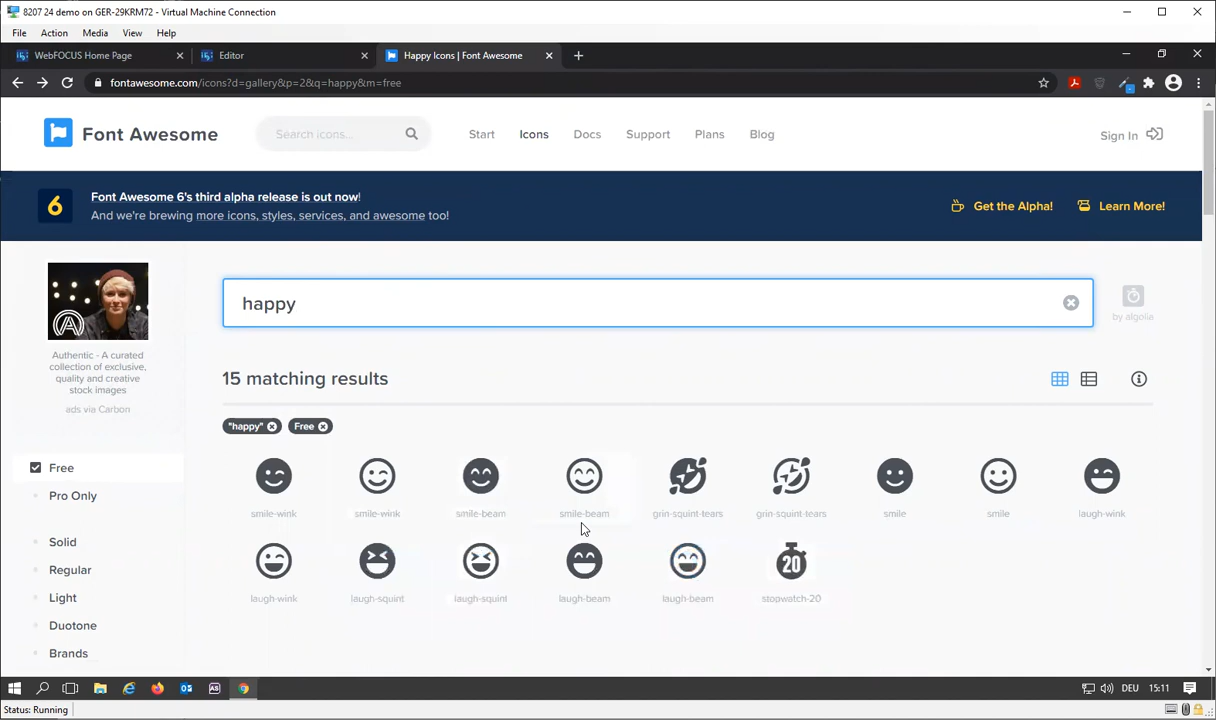 8207 24 demo on GER-29KRM72 - Virtual Machine Connection
File Action Media View Help
WebFOCUS Home Page Editor Happy Icons | Font Awesome
fontawesome.com/icons?d=gallery&p=2&q=happy&m=free
Font Awesome Search icons... Start Icons Docs Support Plans Blog Sign In
6 Font Awesome 6's third alpha release is out now!
And we're brewing more icons, styles, services, and awesome too!
Get the Alpha! Learn More!
happy
by algolia
Authentic - A curated
collection of exclusive,
quality and creative
stock images
ads via Carbon
15 matching results
"happy" Free
Free
Pro Only
Solid
Regular
Light
Duotone
Brands
smile-wink smile-wink smile-beam smile-beam grin-squint-tears grin-squint-tears smile smile laugh-wink
20
laugh-wink laugh-squint laugh-squint laugh-beam laugh-beam stopwatch-20
DEU 15:11
Status: Running